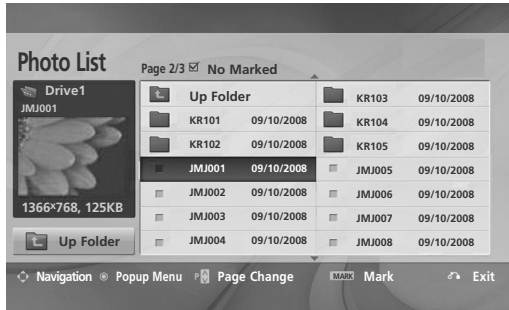 Photo List
Page 2/3 No Marked
Drive1
JMJ001
1366×768, 125KB
Up Folder
Up Folder
KR101 09/10/2008
KR102 09/10/2008
JMJ001 09/10/2008
JMJ002 09/10/2008
JMJ003 09/10/2008
JMJ004 09/10/2008
KR103 09/10/2008
KR104 09/10/2008
KR105 09/10/2008
JMJ005 09/10/2008
JMJ006 09/10/2008
JMJ007 09/10/2008
JMJ008 09/10/2008
Navigation Popup Menu P Page Change MARK Mark Exit